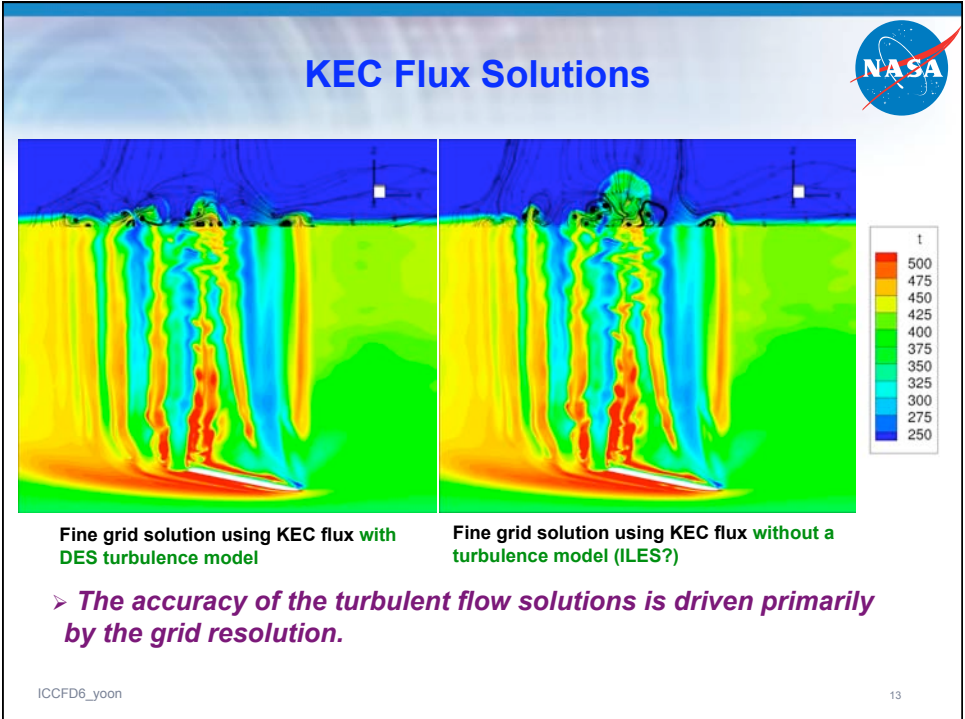 KEC Flux Solutions
NASA
t
500
475
450
425
400
375
350
325
300
275
250
Fine grid solution using KEC flux with
DES turbulence model
Fine grid solution using KEC flux without a
turbulence model (ILES?)
➢ The accuracy of the turbulent flow solutions is driven primarily
by the grid resolution.
ICCFD6_yoon
13